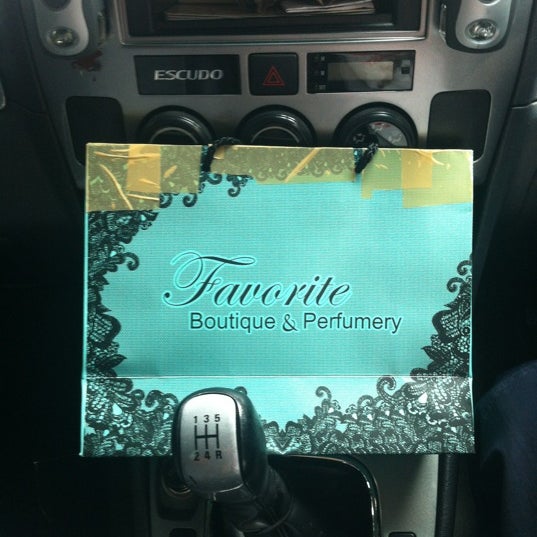 ESCUDO
Favorite
Boutique & Perfumery
1 3 5
2 4 R